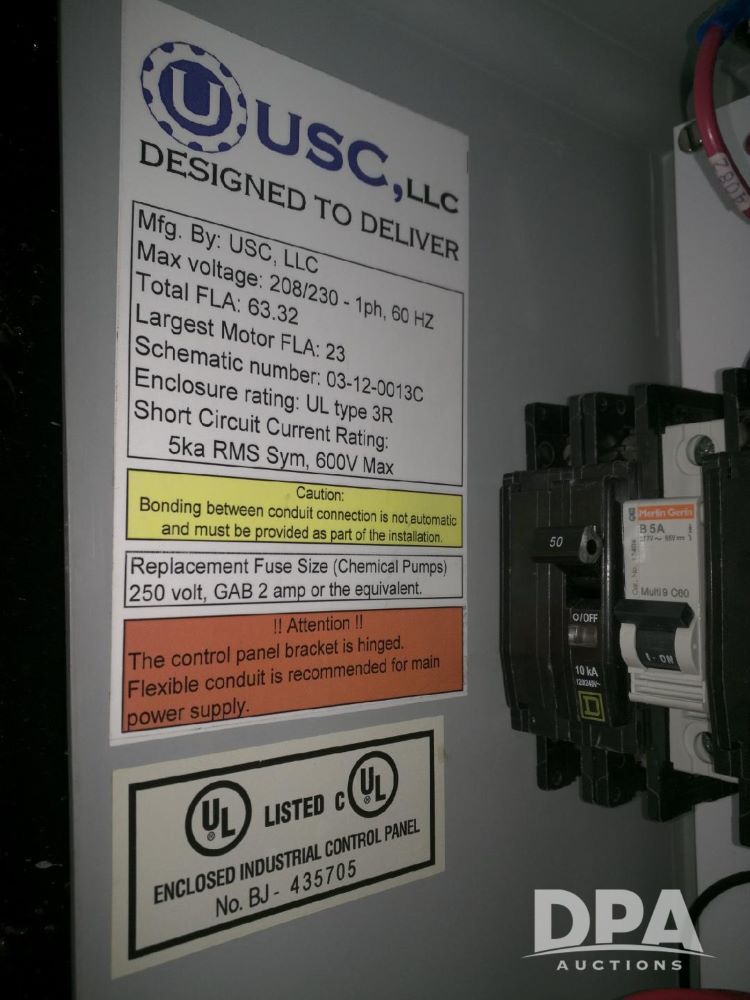 U USC, LLC
DESIGNED TO DELIVER
Mfg. By: USC, LLC
Max voltage: 208/230 - 1ph, 60 HZ
Total FLA: 63.32
Largest Motor FLA: 23
Schematic number: 03-12-0013C
Enclosure rating: UL type 3R
Short Circuit Current Rating:
5ka RMS Sym, 600V Max
Caution:
Bonding between conduit connection is not automatic
and must be provided as part of the installation.
Replacement Fuse Size (Chemical Pumps)
250 volt, GAB 2 amp or the equivalent.
!! Attention !!
The control panel bracket is hinged.
Flexible conduit is recommended for main
power supply.
UL LISTED C UL
ENCLOSED INDUSTRIAL CONTROL PANEL
No. BJ - 435705
50
O/OFF
10 kA
120/240V~
Merlin Gerin
B 5A
Multi 9 C60
DPA
AUCTIONS